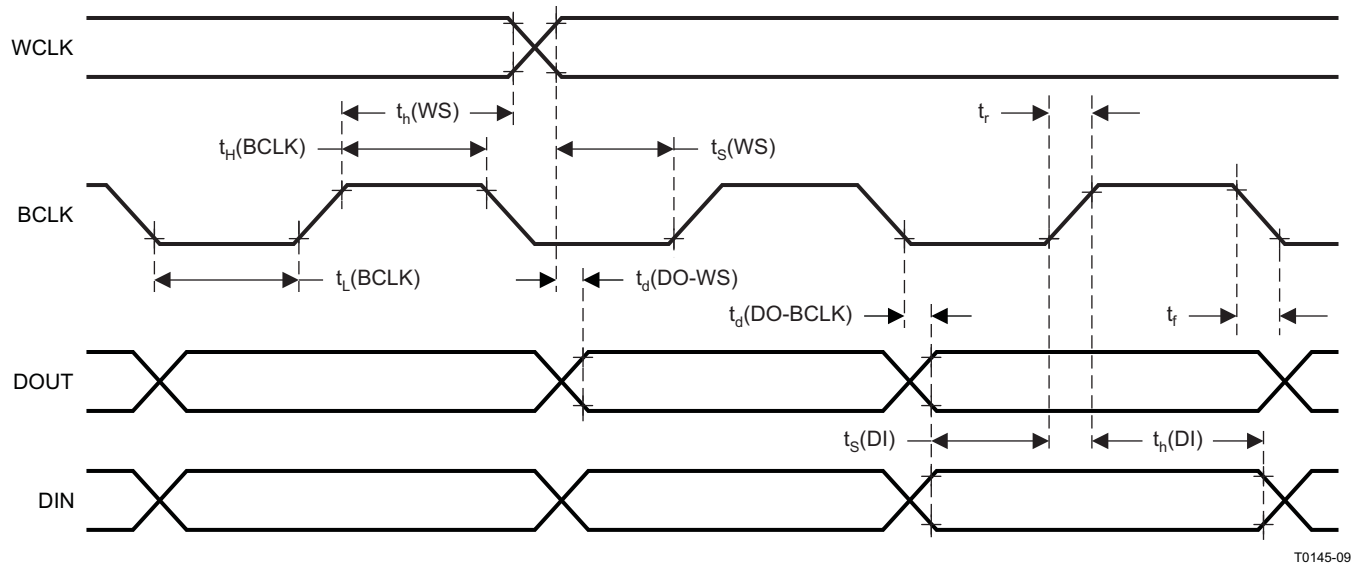 WCLK
t_h(WS)
t_r
t_H(BCLK)
t_S(WS)
BCLK
t_L(BCLK)
t_d(DO-WS)
t_d(DO-BCLK)
t_f
DOUT
t_S(DI)
t_h(DI)
DIN
T0145-09